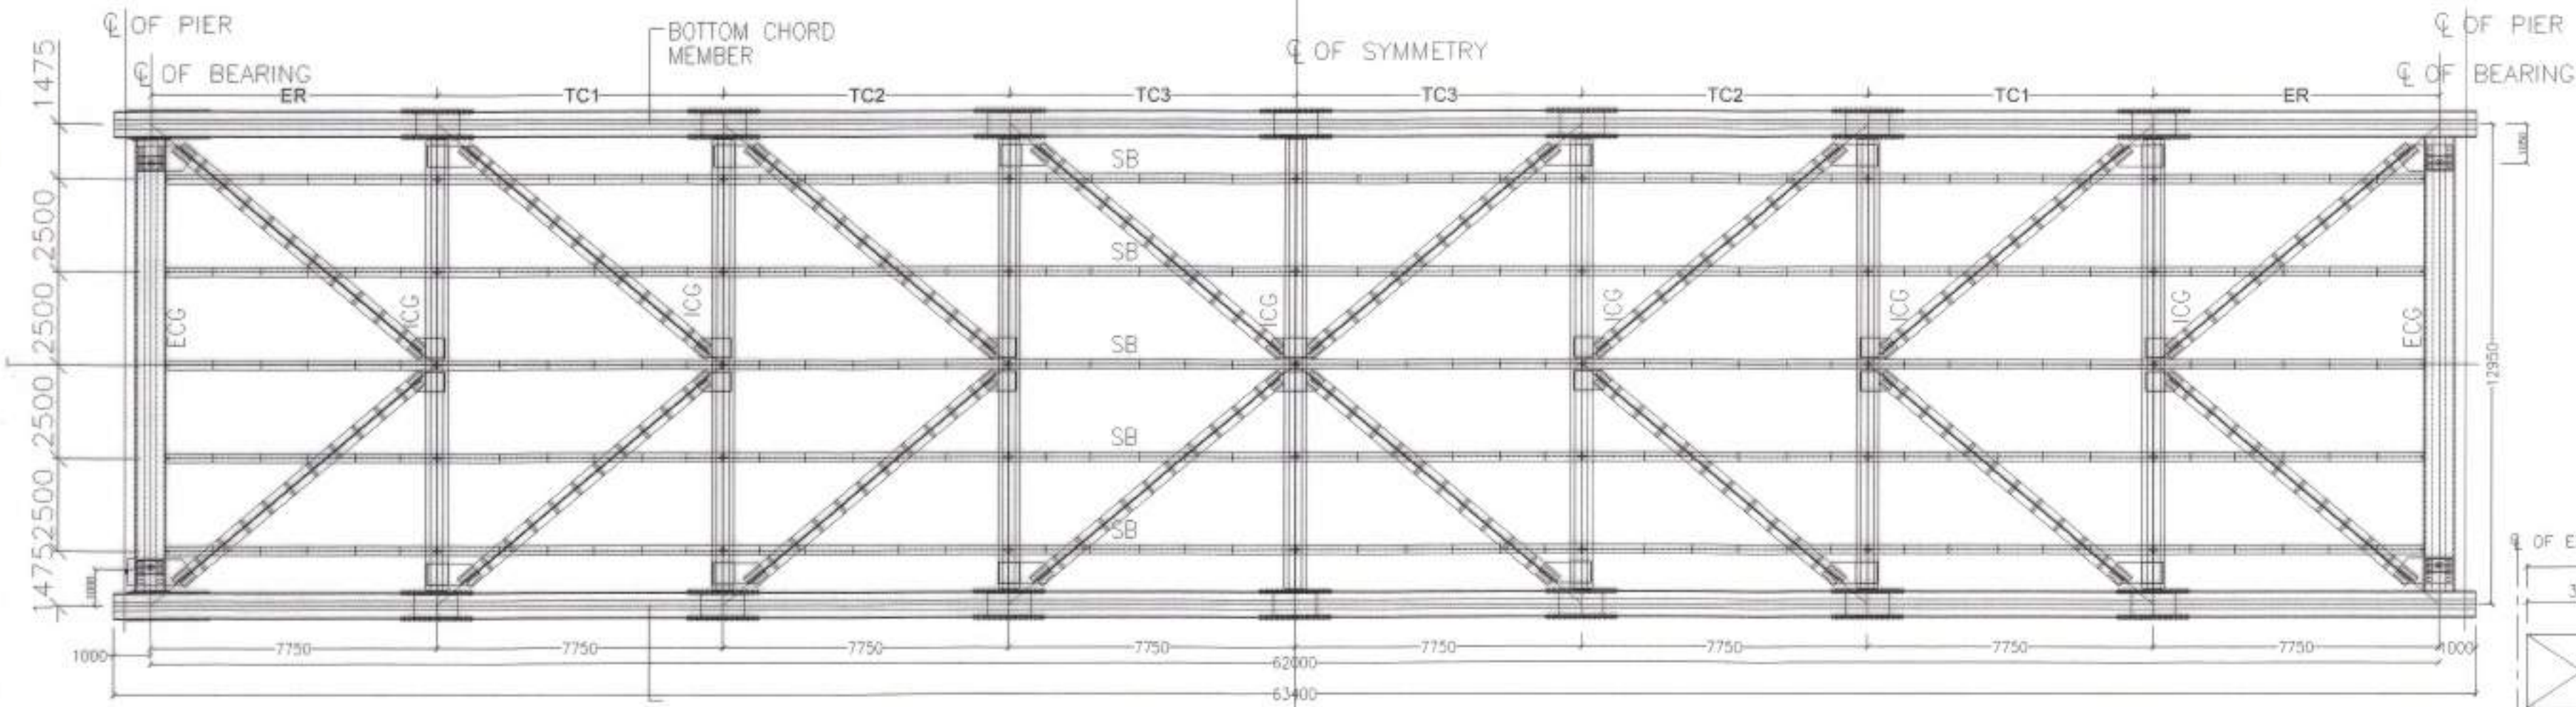 ℄ OF PIER
℄ OF BEARING
BOTTOM CHORD
MEMBER
℄ OF SYMMETRY
℄ OF PIER
℄ OF BEARING
ER TC1 TC2 TC3 TC3 TC2 TC1 ER
1475
2500
2500
2500
2500
1475
SB
SB
SB
SB
SB
ECG
ICG
ICG
ICG
ICG
ICG
ICG
ECG
12950
1000
7750 7750 7750 7750 7750 7750 7750 7750
1000
62000
63400
℄ OF E
3